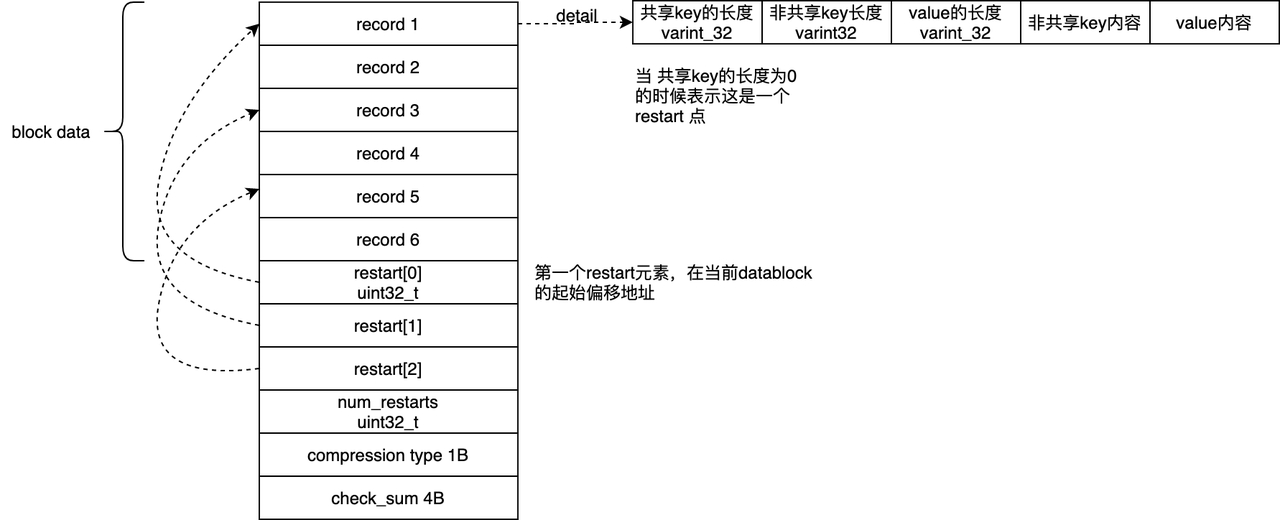 record 1
record 2
record 3
record 4
record 5
record 6
restart[0]
uint32_t
restart[1]
restart[2]
num_restarts
uint32_t
compression type 1B
check_sum 4B
block data
detail
共享key的长度
varint_32
非共享key长度
varint32
value的长度
varint_32
非共享key内容
value内容
当 共享key的长度为0
的时候表示这是一个
restart 点
第一个restart元素，在当前datablock
的起始偏移地址